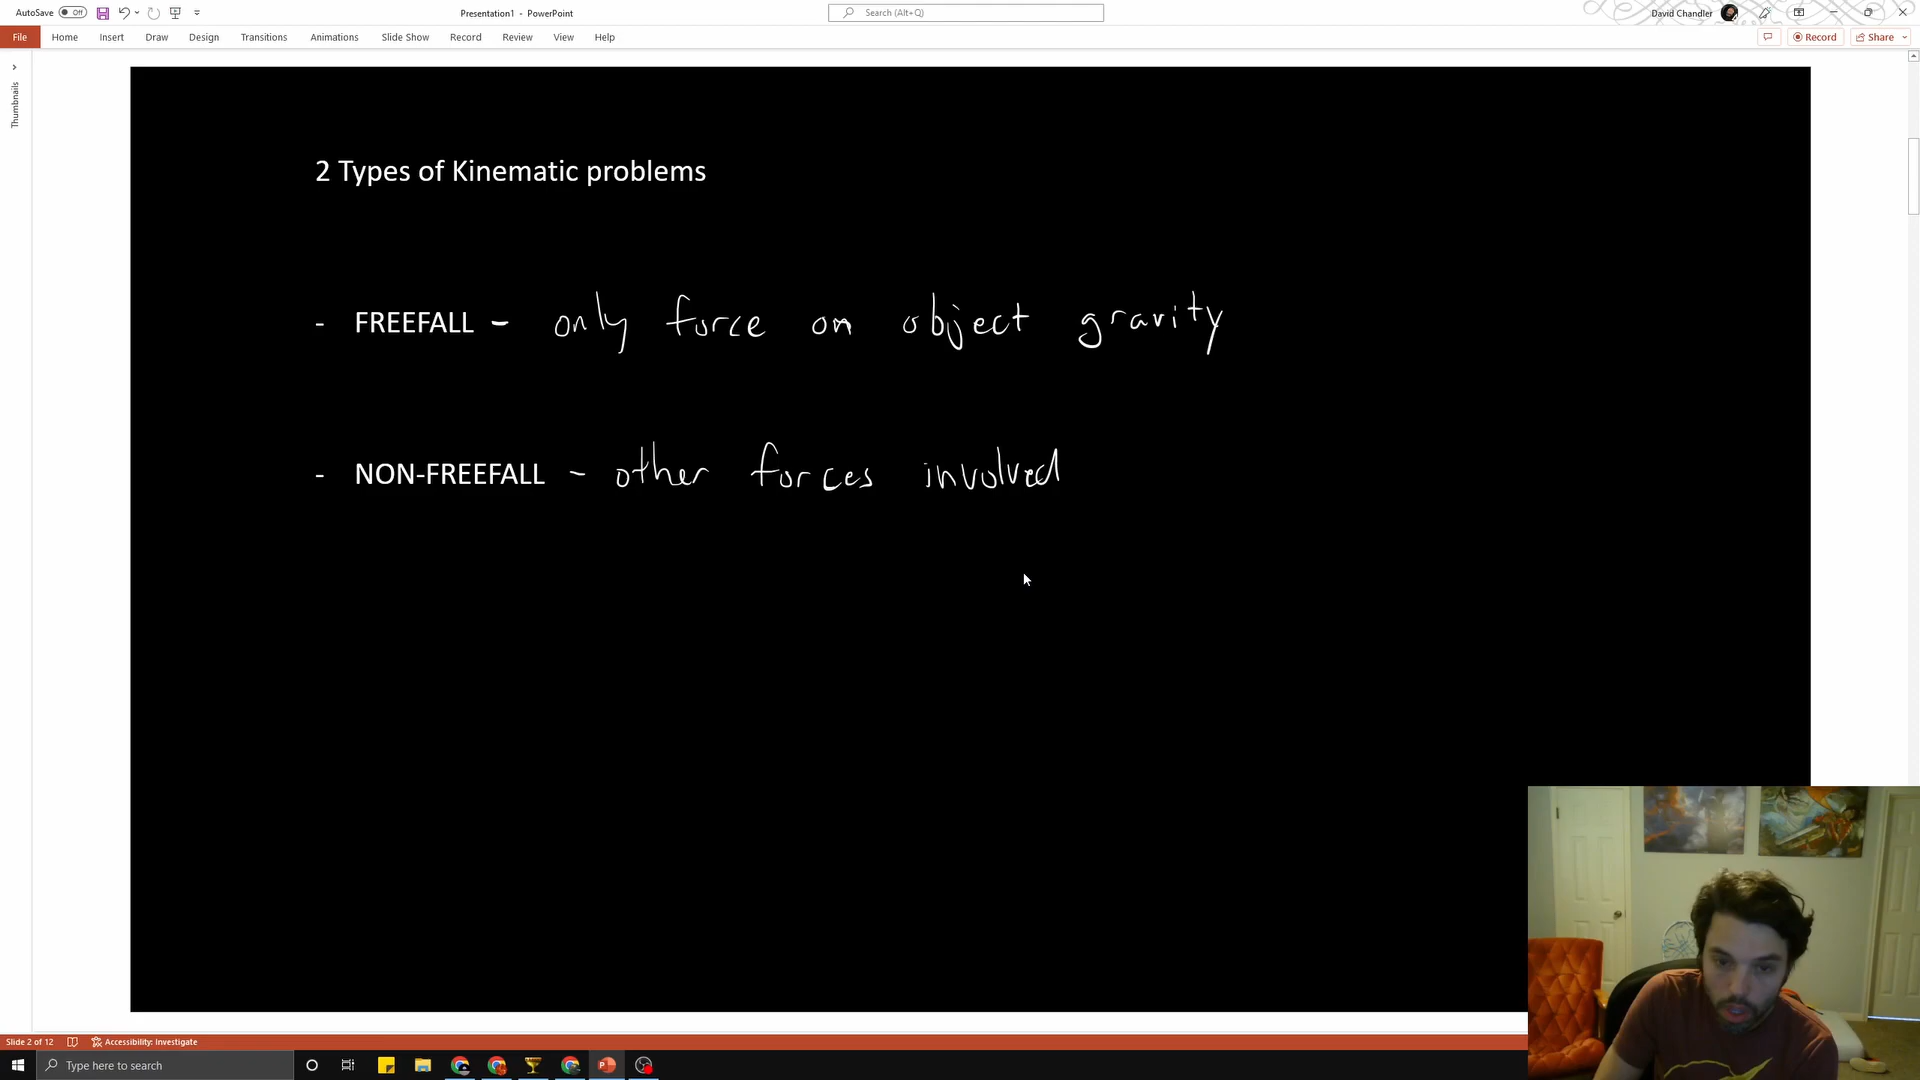 AutoSave Off
Presentation1 - PowerPoint
Search (Alt+Q)
David Chandler
File Home Insert Draw Design Transitions Animations Slide Show Record Review View Help
Record Share
Thumbnails
2 Types of Kinematic problems
- FREEFALL - only force on object gravity
- NON-FREEFALL - other forces involved
Slide 2 of 12 Accessibility: Investigate
Type here to search